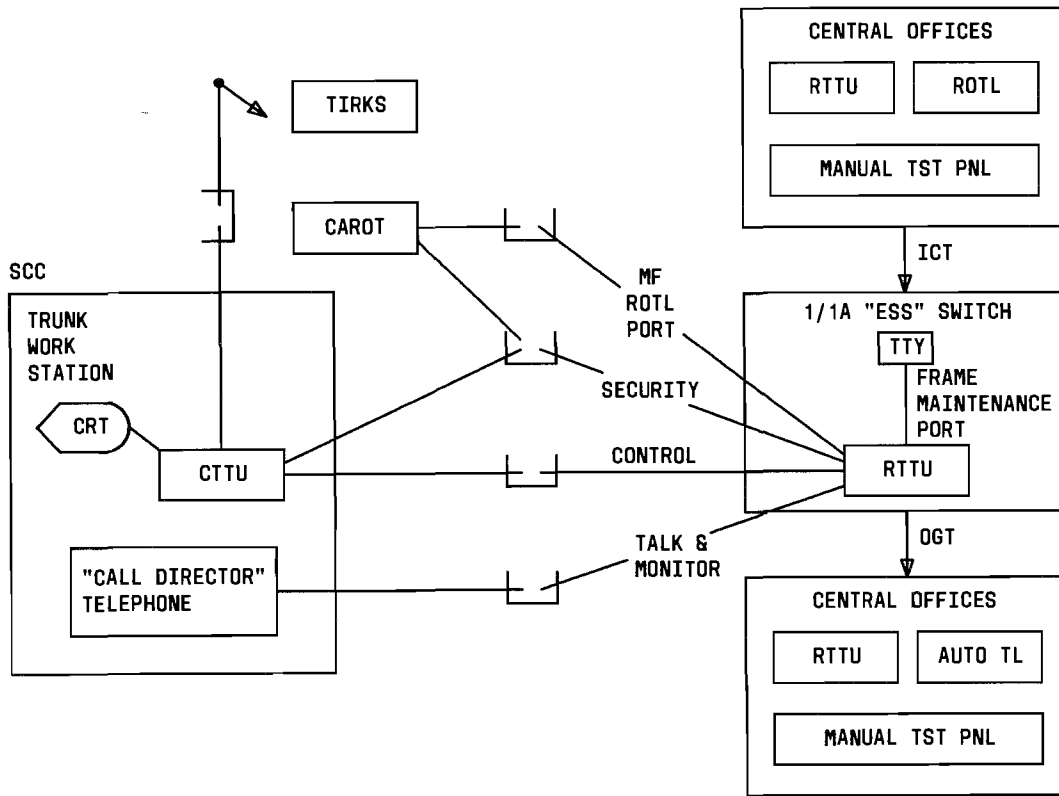 CENTRAL OFFICES
RTTU
ROTL
MANUAL TST PNL
TIRKS
CAROT
ICT
SCC
MF
ROTL
PORT
TRUNK
WORK
STATION
1/1A "ESS" SWITCH
TTY
FRAME
MAINTENANCE
PORT
SECURITY
CRT
CTTU
CONTROL
RTTU
OGT
TALK &
MONITOR
"CALL DIRECTOR"
TELEPHONE
CENTRAL OFFICES
RTTU
AUTO TL
MANUAL TST PNL